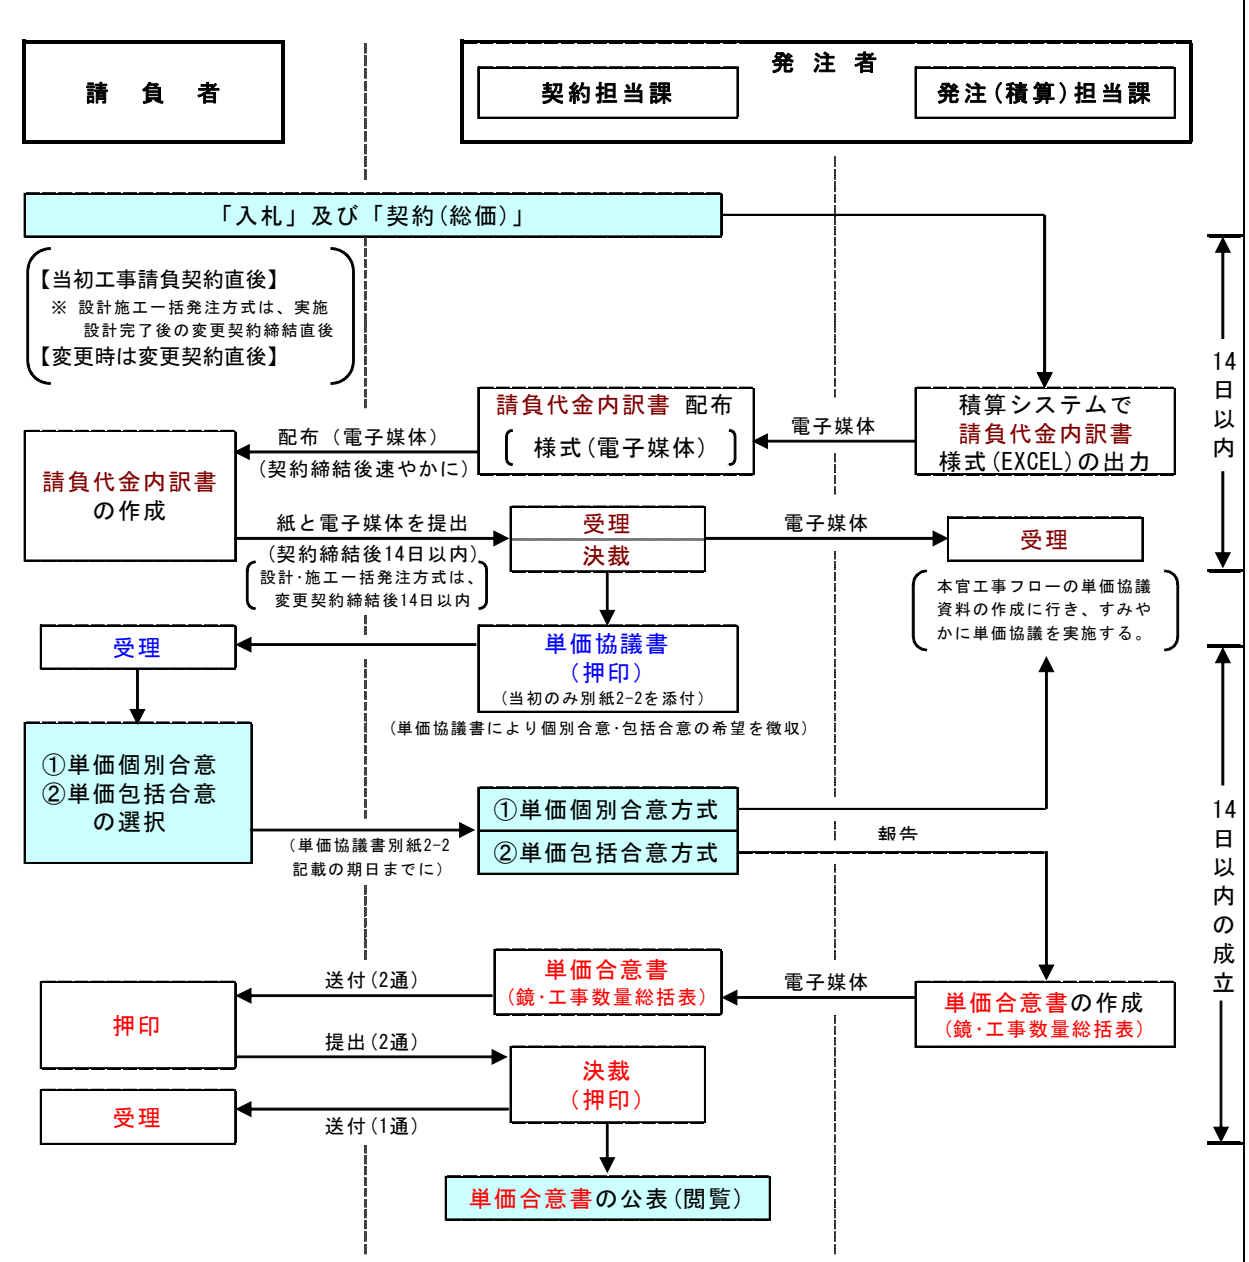 請 負 者
発 注 者
契約担当課
発注(積算)担当課
「入札」及び「契約(総価)」
【当初工事請負契約直後】
※ 設計施工一括発注方式は、実施
設計完了後の変更契約締結直後
【変更時は変更契約直後】
14日以内
請負代金内訳書 配布
様式(電子媒体)
電子媒体
積算システムで
請負代金内訳書
様式(EXCEL)の出力
配布(電子媒体)
(契約締結後速やかに)
請負代金内訳書
の作成
紙と電子媒体を提出
(契約締結後14日以内)
設計・施工一括発注方式は、
変更契約締結後14日以内
受理
決裁
電子媒体
受理
本官工事フローの単価協議
資料の作成に行き、すみや
かに単価協議を実施する。
受理
単価協議書
(押印)
(当初のみ別紙2-2を添付)
(単価協議書により個別合意・包括合意の希望を徴収)
①単価個別合意
②単価包括合意
の選択
(単価協議書別紙2-2
記載の期日までに)
①単価個別合意方式
②単価包括合意方式
報告
14日以内の成立
送付(2通)
単価合意書
(鏡・工事数量総括表)
電子媒体
単価合意書の作成
(鏡・工事数量総括表)
押印
提出(2通)
決裁
(押印)
受理
送付(1通)
単価合意書の公表(閲覧)